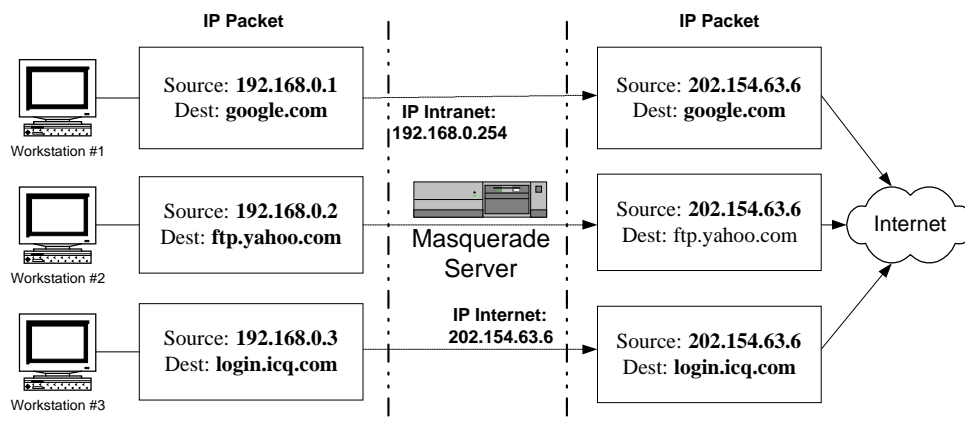 IP Packet
IP Packet
Source: 192.168.0.1
Dest: google.com
Workstation #1
IP Intranet:
192.168.0.254
Source: 202.154.63.6
Dest: google.com
Source: 192.168.0.2
Dest: ftp.yahoo.com
Workstation #2
Masquerade
Server
Source: 202.154.63.6
Dest: ftp.yahoo.com
Internet
Source: 192.168.0.3
Dest: login.icq.com
Workstation #3
IP Internet:
202.154.63.6
Source: 202.154.63.6
Dest: login.icq.com